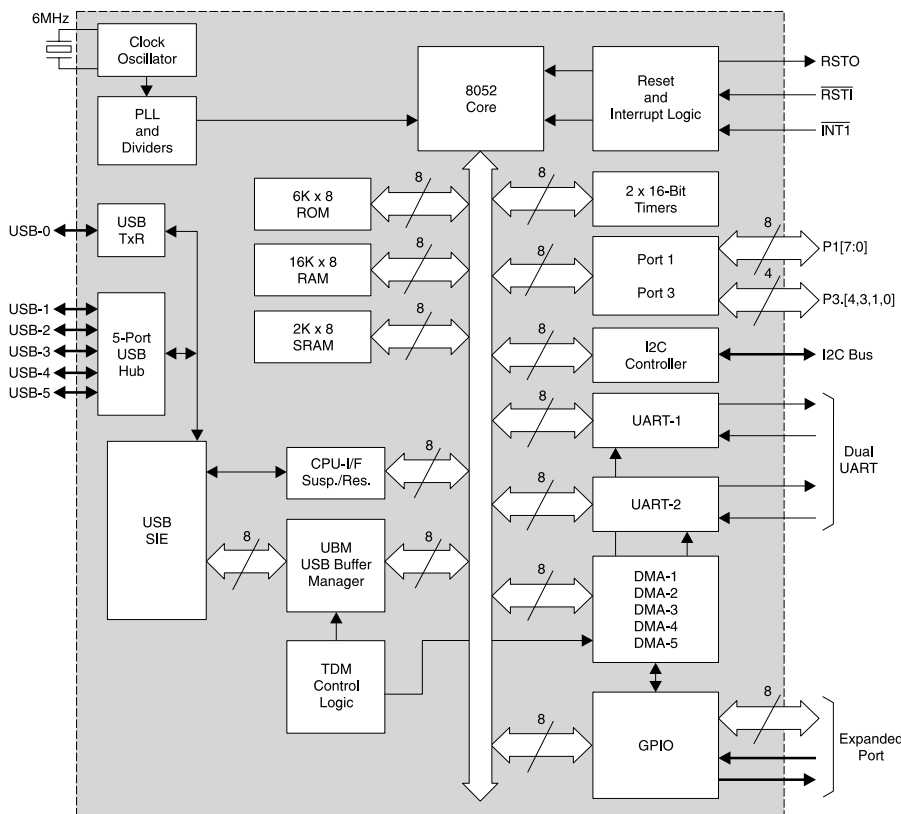 6MHz
Clock
Oscillator
PLL
and
Dividers
8052
Core
Reset
and
Interrupt Logic
RSTO
RSTI
INT1
6K x 8
ROM
8
8
2 x 16-Bit
Timers
USB-0
USB
TxR
16K x 8
RAM
8
8
Port 1
Port 3
8
P1[7:0]
4
P3.[4,3,1,0]
USB-1
USB-2
USB-3
USB-4
USB-5
5-Port
USB
Hub
2K x 8
SRAM
8
8
I2C
Controller
I2C Bus
8
UART-1
Dual
UART
USB
SIE
CPU-I/F
Susp./Res.
8
8
UART-2
8
UBM
USB Buffer
Manager
8
8
DMA-1
DMA-2
DMA-3
DMA-4
DMA-5
TDM
Control
Logic
8
GPIO
8
Expanded
Port